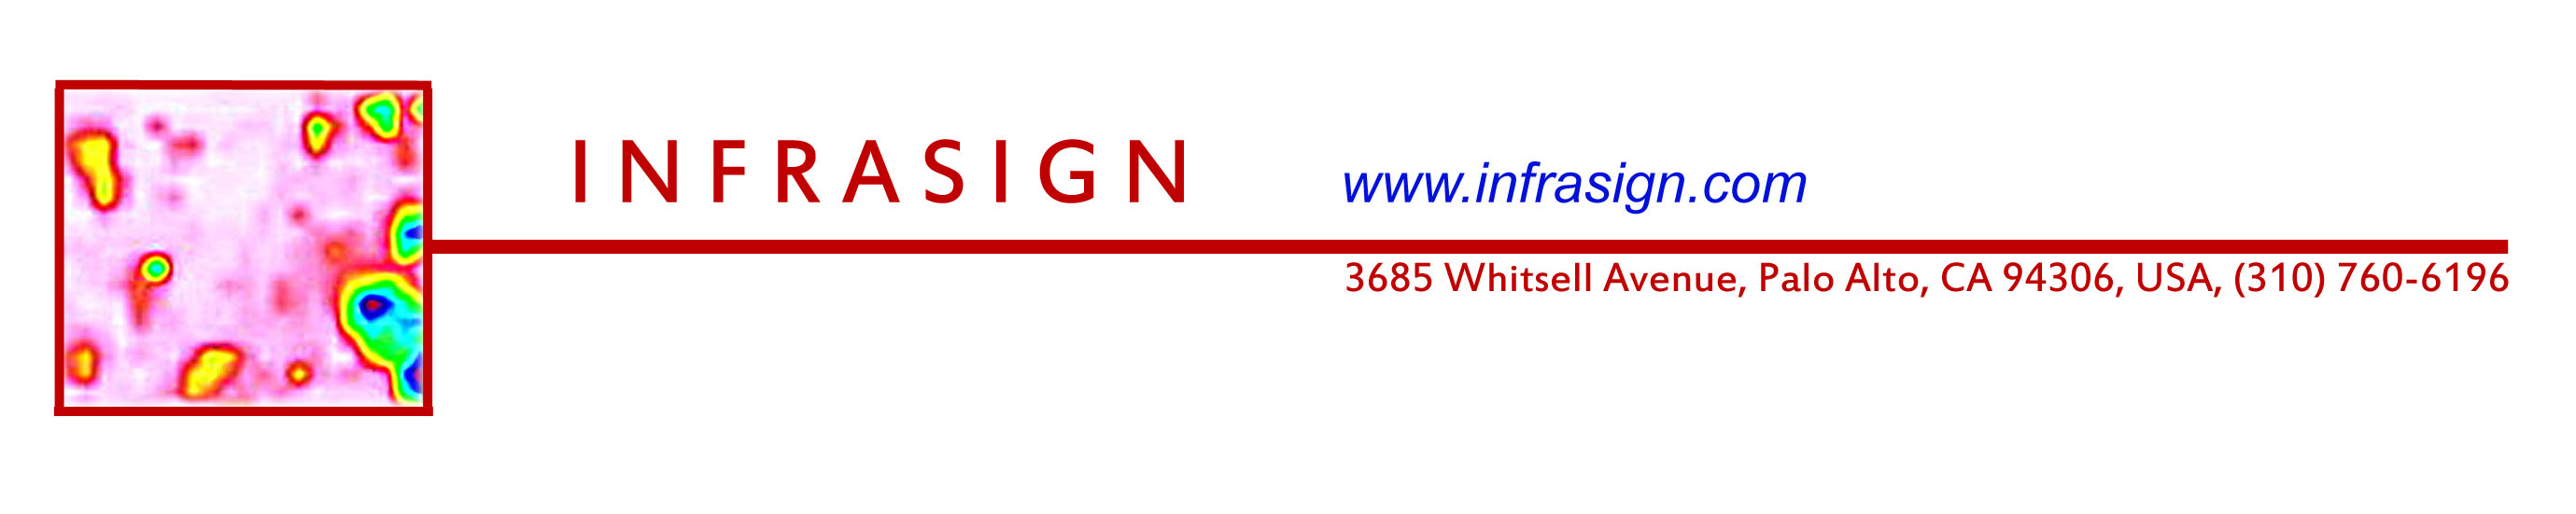 INFRASIGN
www.infrasign.com
3685 Whitsell Avenue, Palo Alto, CA 94306, USA, (310) 760-6196